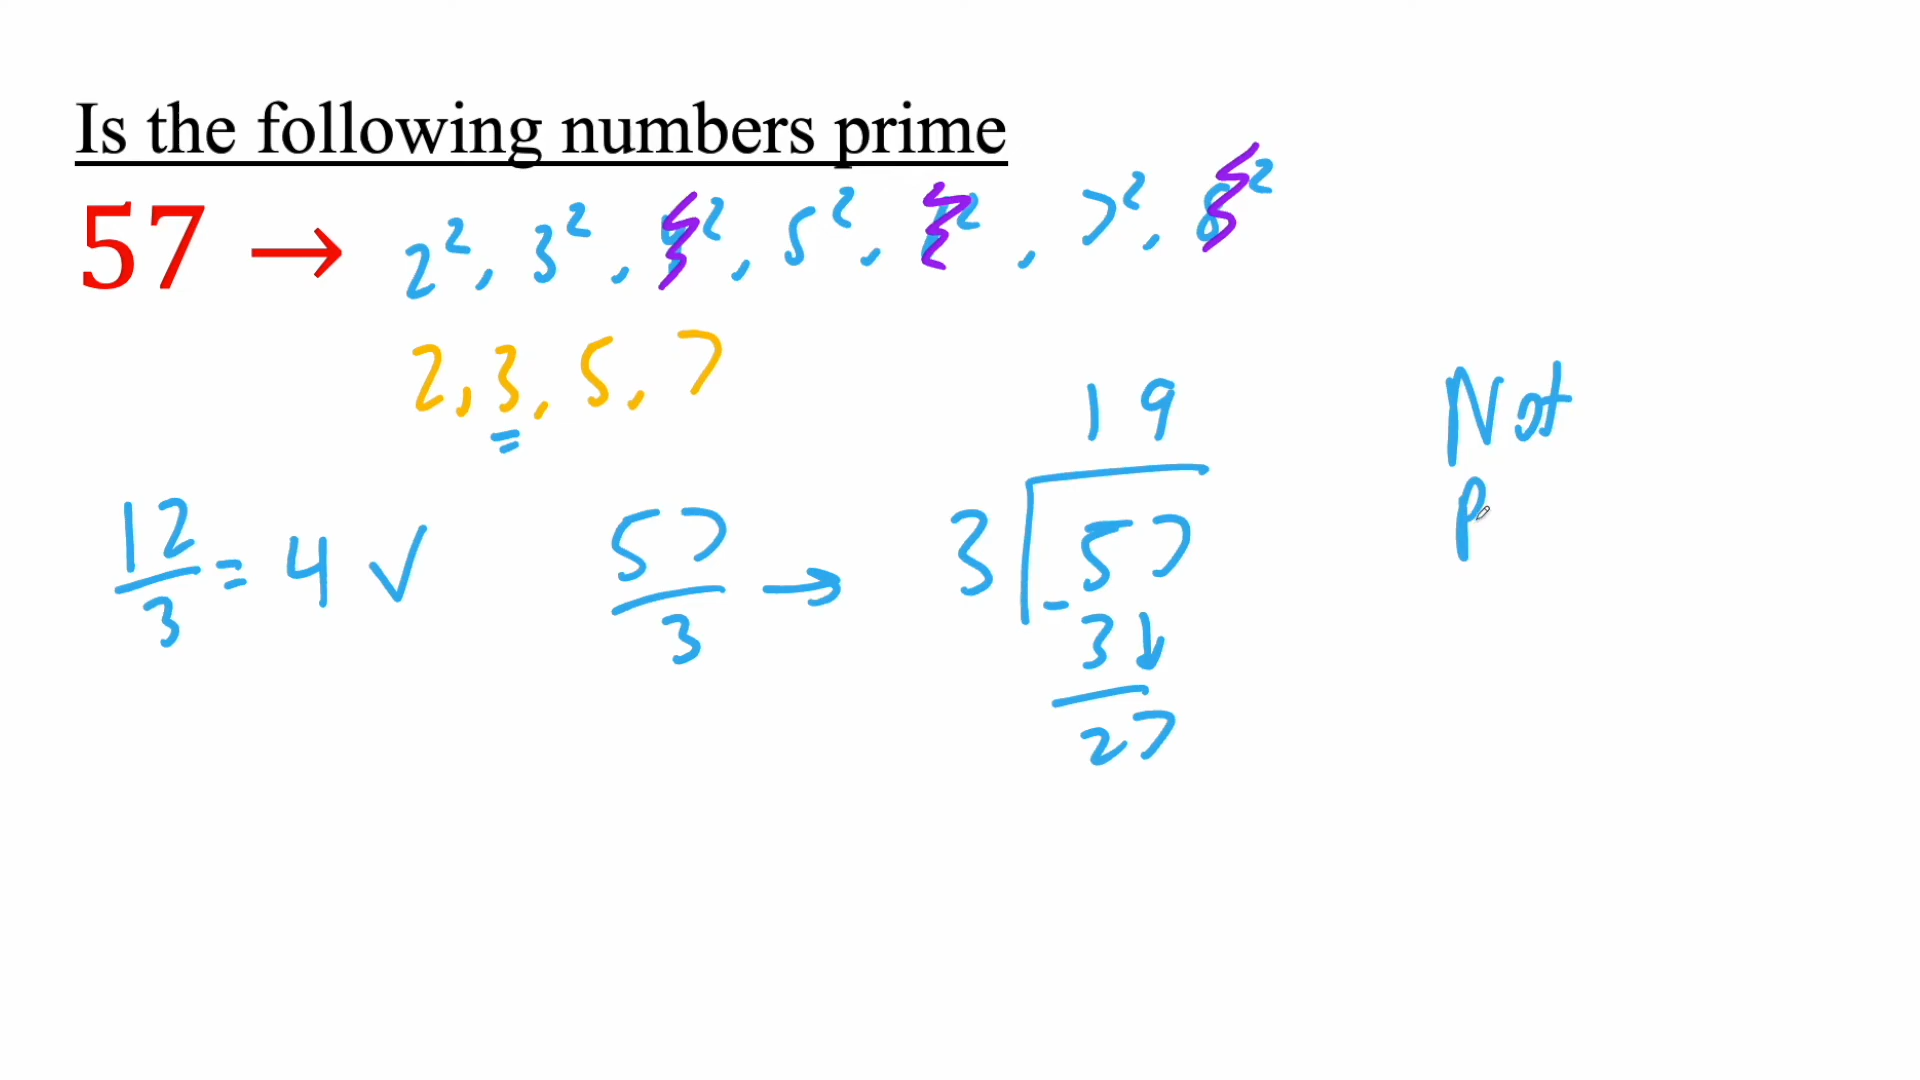 Is the following numbers prime
57 → 2², 3², 4², 5², 6², 7², 8²
2, 3, 5, 7
19
12/3 = 4 ✓
57/3 → 3 57
- 3 ↓
27
Not
P